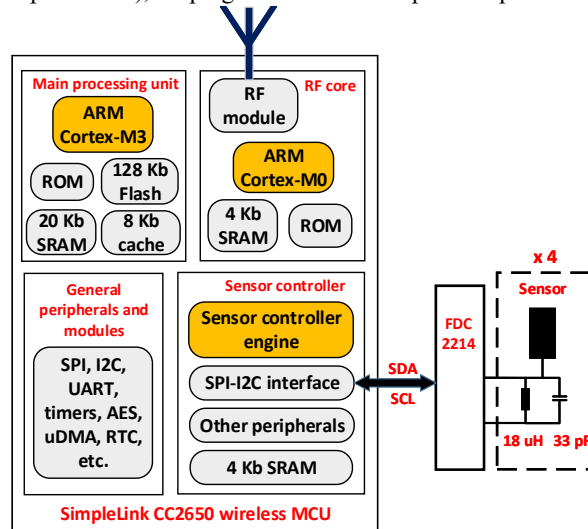 Main processing unit
ARM
Cortex-M3
ROM
128 Kb
Flash
20 Kb
SRAM
8 Kb
cache
RF core
RF
module
ARM
Cortex-M0
4 Kb
SRAM
ROM
General
peripherals and
modules
SPI, I2C,
UART,
timers, AES,
uDMA, RTC,
etc.
Sensor controller
Sensor controller
engine
SPI-I2C interface
Other peripherals
4 Kb SRAM
SimpleLink CC2650 wireless MCU
SDA
SCL
FDC
2214
x 4
Sensor
18 uH
33 pF